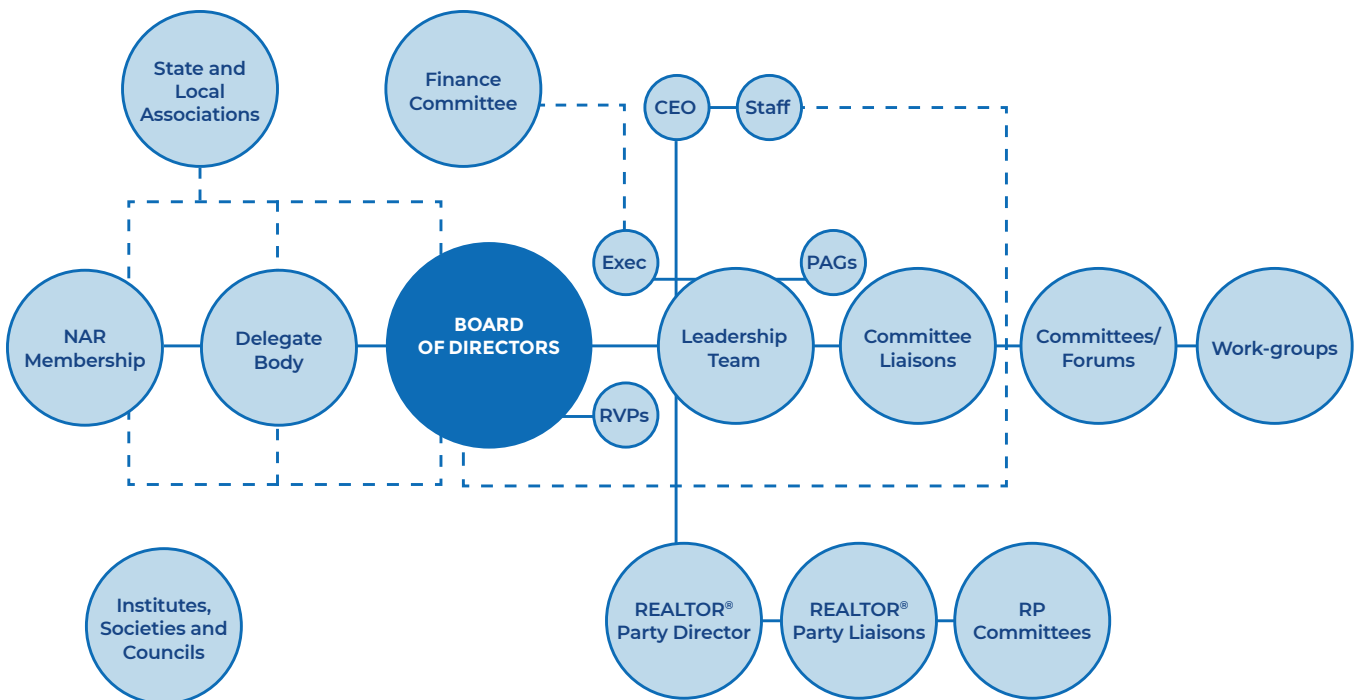 State and
Local
Associations
Finance
Committee
CEO
Staff
Exec
PAGs
NAR
Membership
Delegate
Body
BOARD
OF DIRECTORS
Leadership
Team
Committee
Liaisons
Committees/
Forums
Work-groups
RVPs
Institutes,
Societies and
Councils
REALTOR®
Party Director
REALTOR®
Party Liaisons
RP
Committees